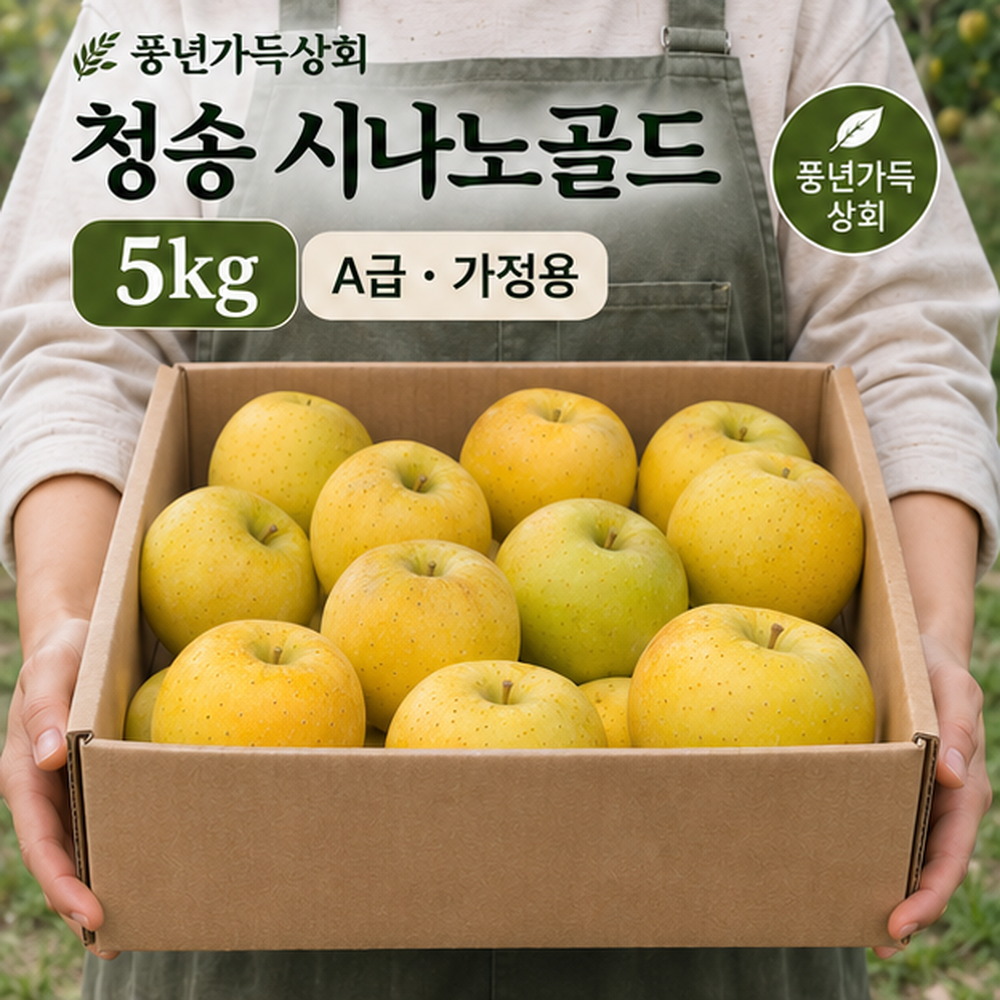 풍년가득상회
청송 시나노골드
5kg
A급 · 가정용
풍년가득
상회